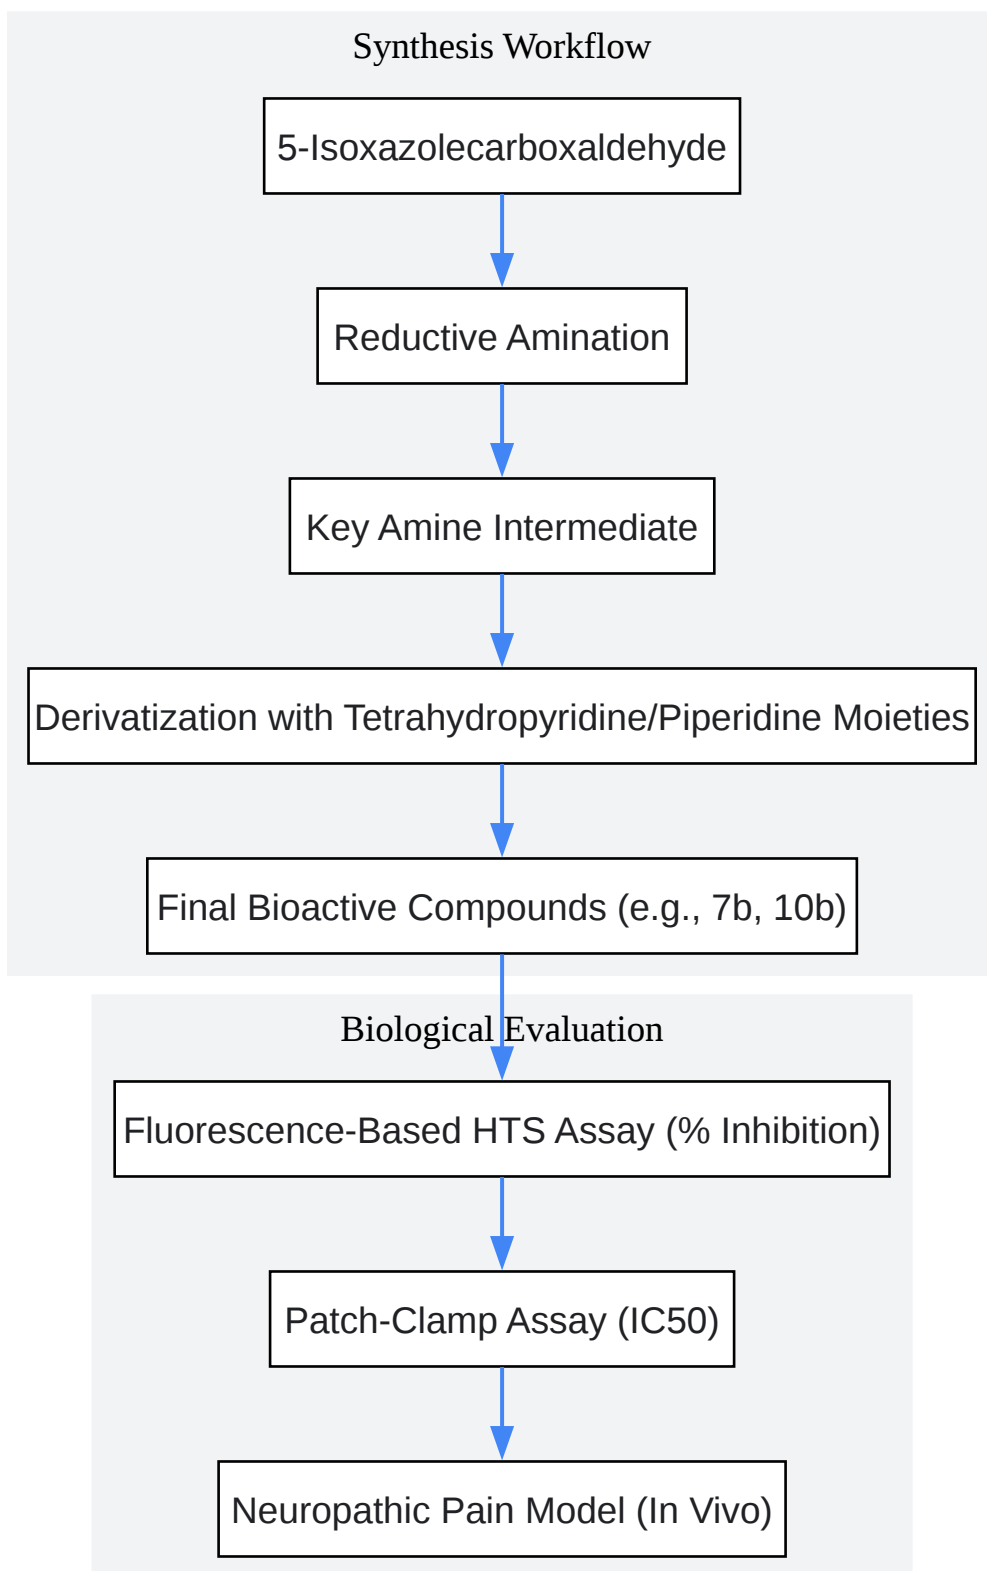 Synthesis Workflow
5-Isoxazolecarboxaldehyde
Reductive Amination
Key Amine Intermediate
Derivatization with Tetrahydropyridine/Piperidine Moieties
Final Bioactive Compounds (e.g., 7b, 10b)
Biological Evaluation
Fluorescence-Based HTS Assay (% Inhibition)
Patch-Clamp Assay (IC50)
Neuropathic Pain Model (In Vivo)